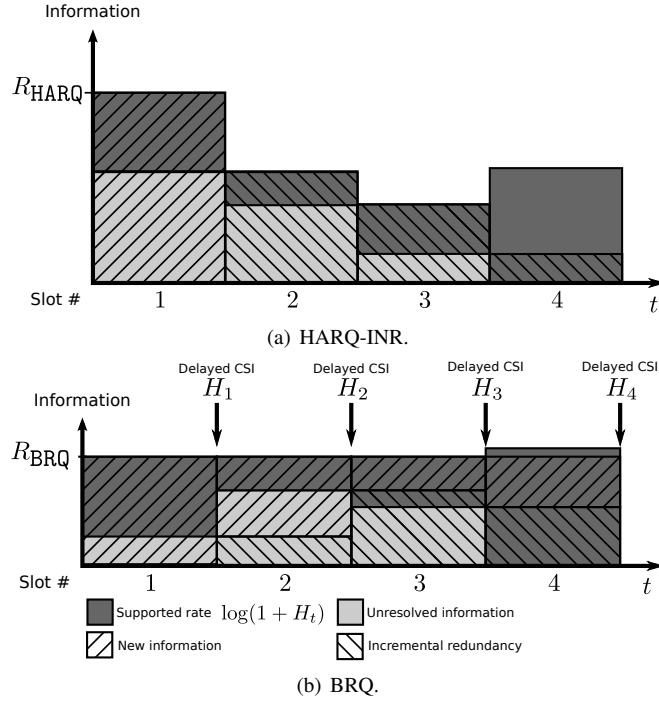 Information
R_HARQ
Slot # 1 2 3 4 t
(a) HARQ-INR.
Delayed CSI Delayed CSI Delayed CSI Delayed CSI
H_1 H_2 H_3 H_4
Information
R_BRQ
Slot # 1 2 3 4 t
Supported rate log(1 + H_t) Unresolved information
New information Incremental redundancy
(b) BRQ.